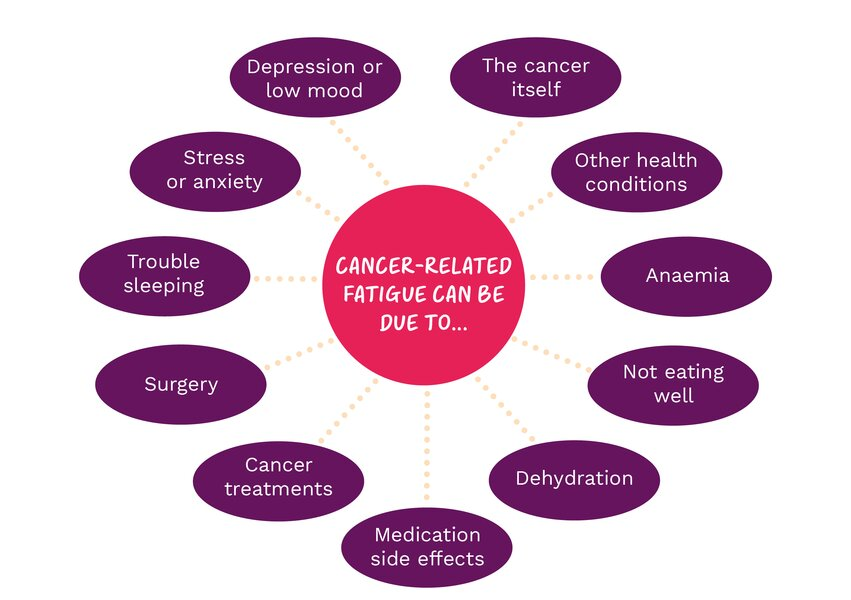 CANCER-RELATED
FATIGUE CAN BE
DUE TO...
The cancer
itself
Other health
conditions
Anaemia
Not eating
well
Dehydration
Medication
side effects
Cancer
treatments
Surgery
Trouble
sleeping
Stress
or anxiety
Depression or
low mood